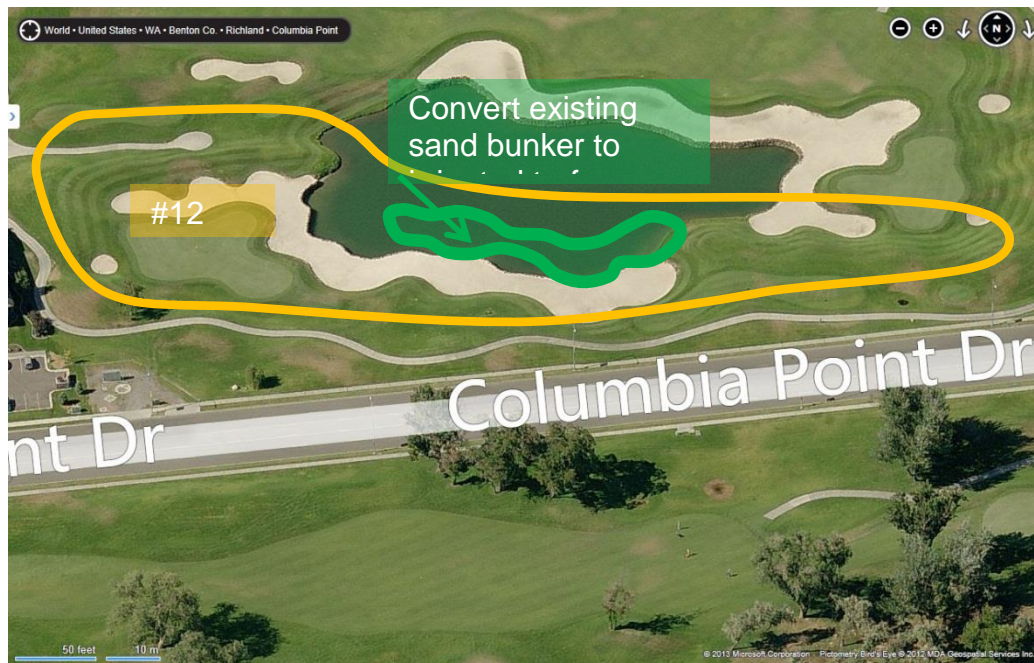 World • United States • WA • Benton Co. • Richland • Columbia Point
N
Convert existing
sand bunker to
#12
Columbia Point Dr
nt Dr
50 feet 10 m
© 2013 Microsoft Corporation Pictometry Bird's Eye © 2012 MDA Geospatial Services Inc.